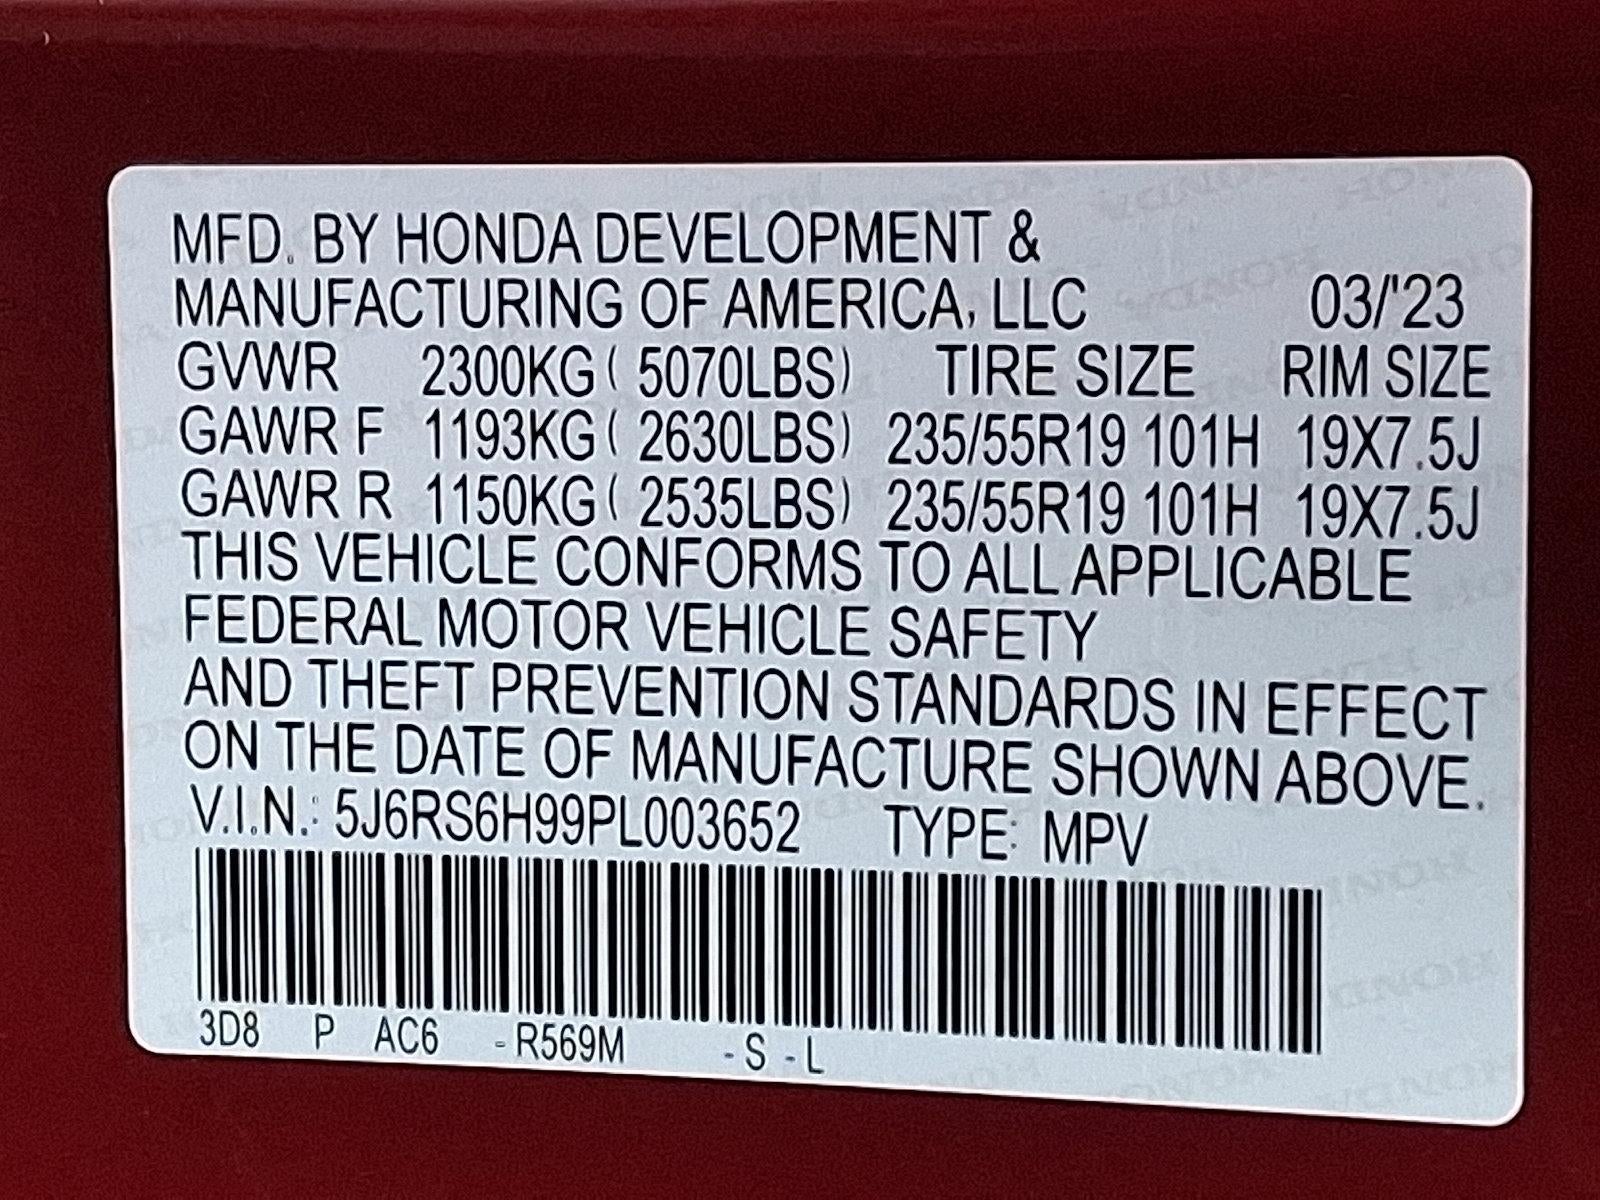 MFD. BY HONDA DEVELOPMENT &
MANUFACTURING OF AMERICA, LLC 03/'23
GVWR 2300KG ( 5070LBS) TIRE SIZE RIM SIZE
GAWR F 1193KG ( 2630LBS) 235/55R19 101H 19X7.5J
GAWR R 1150KG ( 2535LBS) 235/55R19 101H 19X7.5J
THIS VEHICLE CONFORMS TO ALL APPLICABLE
FEDERAL MOTOR VEHICLE SAFETY
AND THEFT PREVENTION STANDARDS IN EFFECT
ON THE DATE OF MANUFACTURE SHOWN ABOVE.
V.I.N.: 5J6RS6H99PL003652 TYPE: MPV
3D8 P AC6 - R569M - S - L